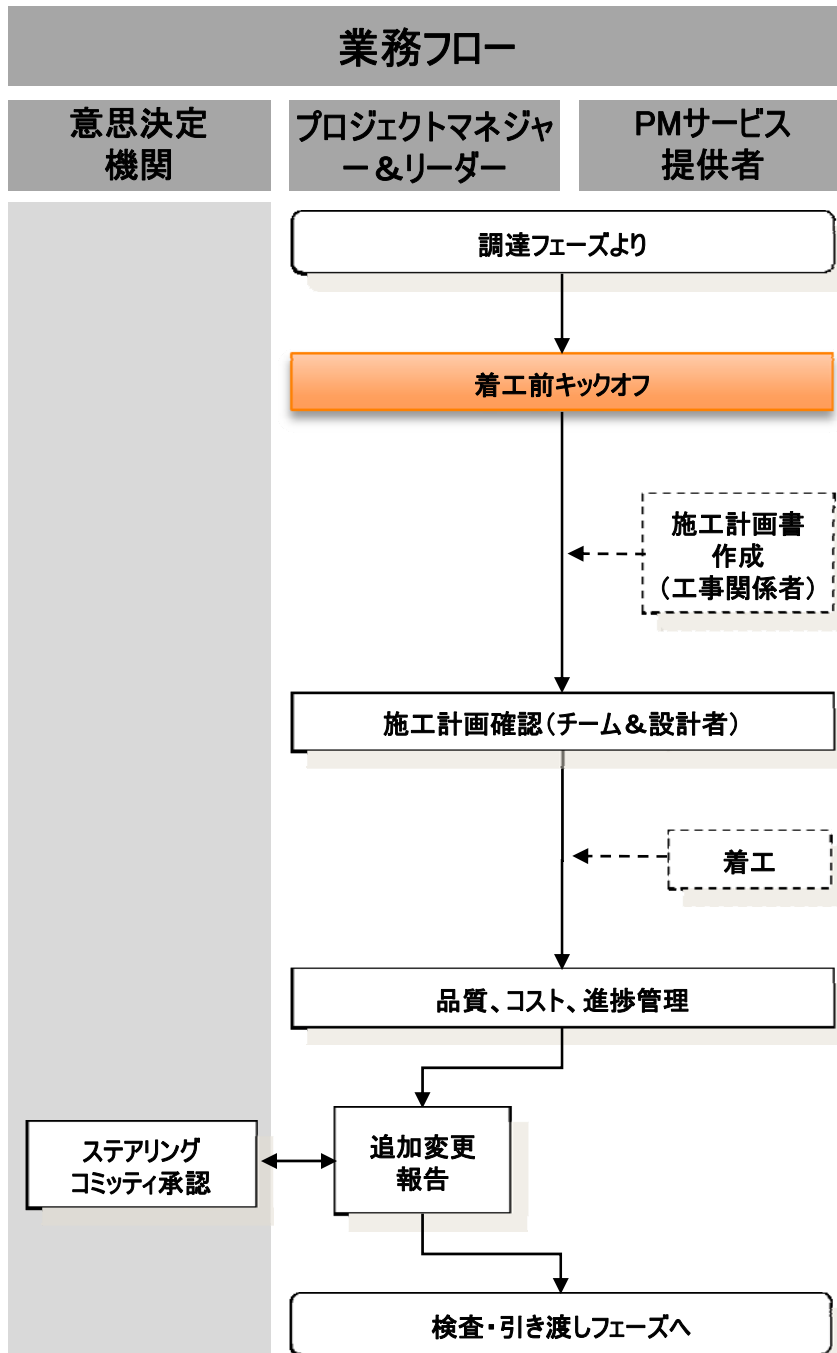 業務フロー
意思決定
機関
プロジェクトマネジャ
ー&リーダー
PMサービス
提供者
調達フェーズより
着工前キックオフ
施工計画書
作成
(工事関係者)
施工計画確認(チーム&設計者)
着工
品質、コスト、進捗管理
ステアリング
コミッティ承認
追加変更
報告
検査・引き渡しフェーズへ